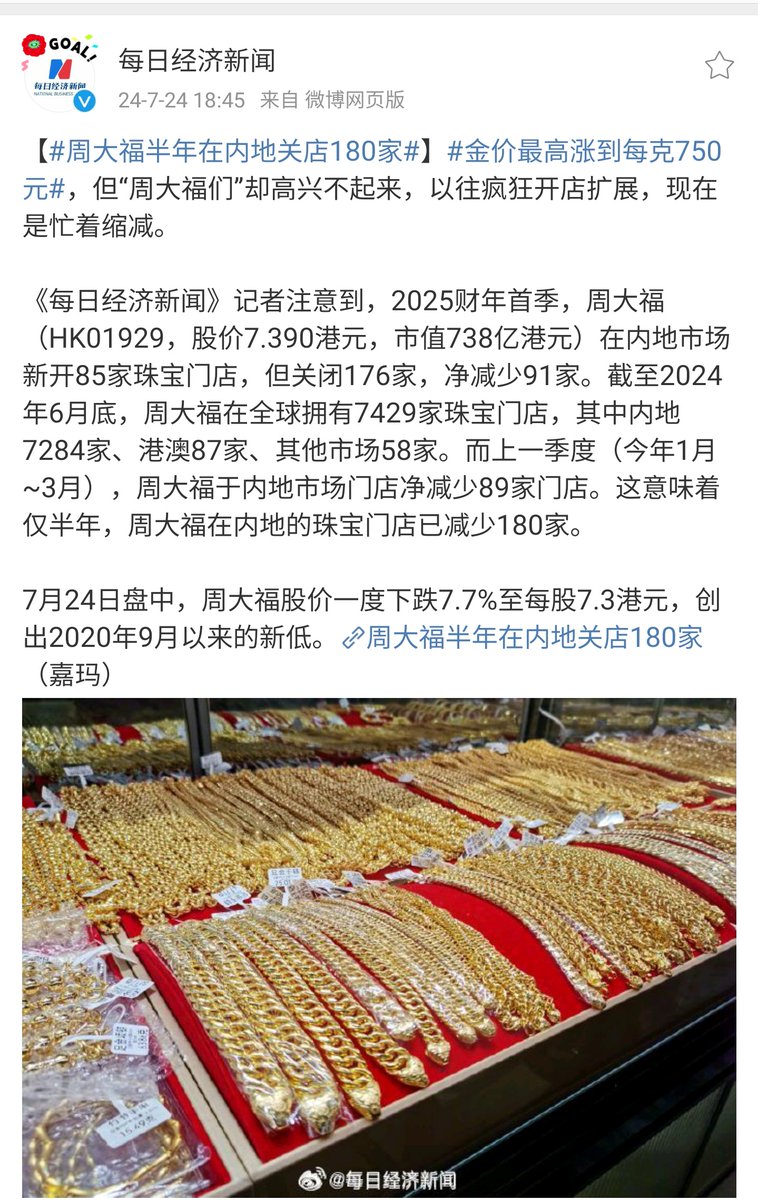 GOAL!
每日经济新闻
每日经济新闻
24-7-24 18:45 来自 微博网页版
【#周大福半年在内地关店180家#】#金价最高涨到每克750
元#，但“周大福们”却高兴不起来，以往疯狂开店扩展，现在
是忙着缩减。
《每日经济新闻》记者注意到，2025财年首季，周大福
（HK01929，股价7.390港元，市值738亿港元）在内地市场
新开85家珠宝门店，但关闭176家，净减少91家。截至2024
年6月底，周大福在全球拥有7429家珠宝门店，其中内地
7284家、港澳87家、其他市场58家。而上一季度（今年1月
~3月），周大福于内地市场门店净减少89家门店。这意味着
仅半年，周大福在内地的珠宝门店已减少180家。
7月24日盘中，周大福股价一度下跌7.7%至每股7.3港元，创
出2020年9月以来的新低。周大福半年在内地关店180家
（嘉玛）
@每日经济新闻